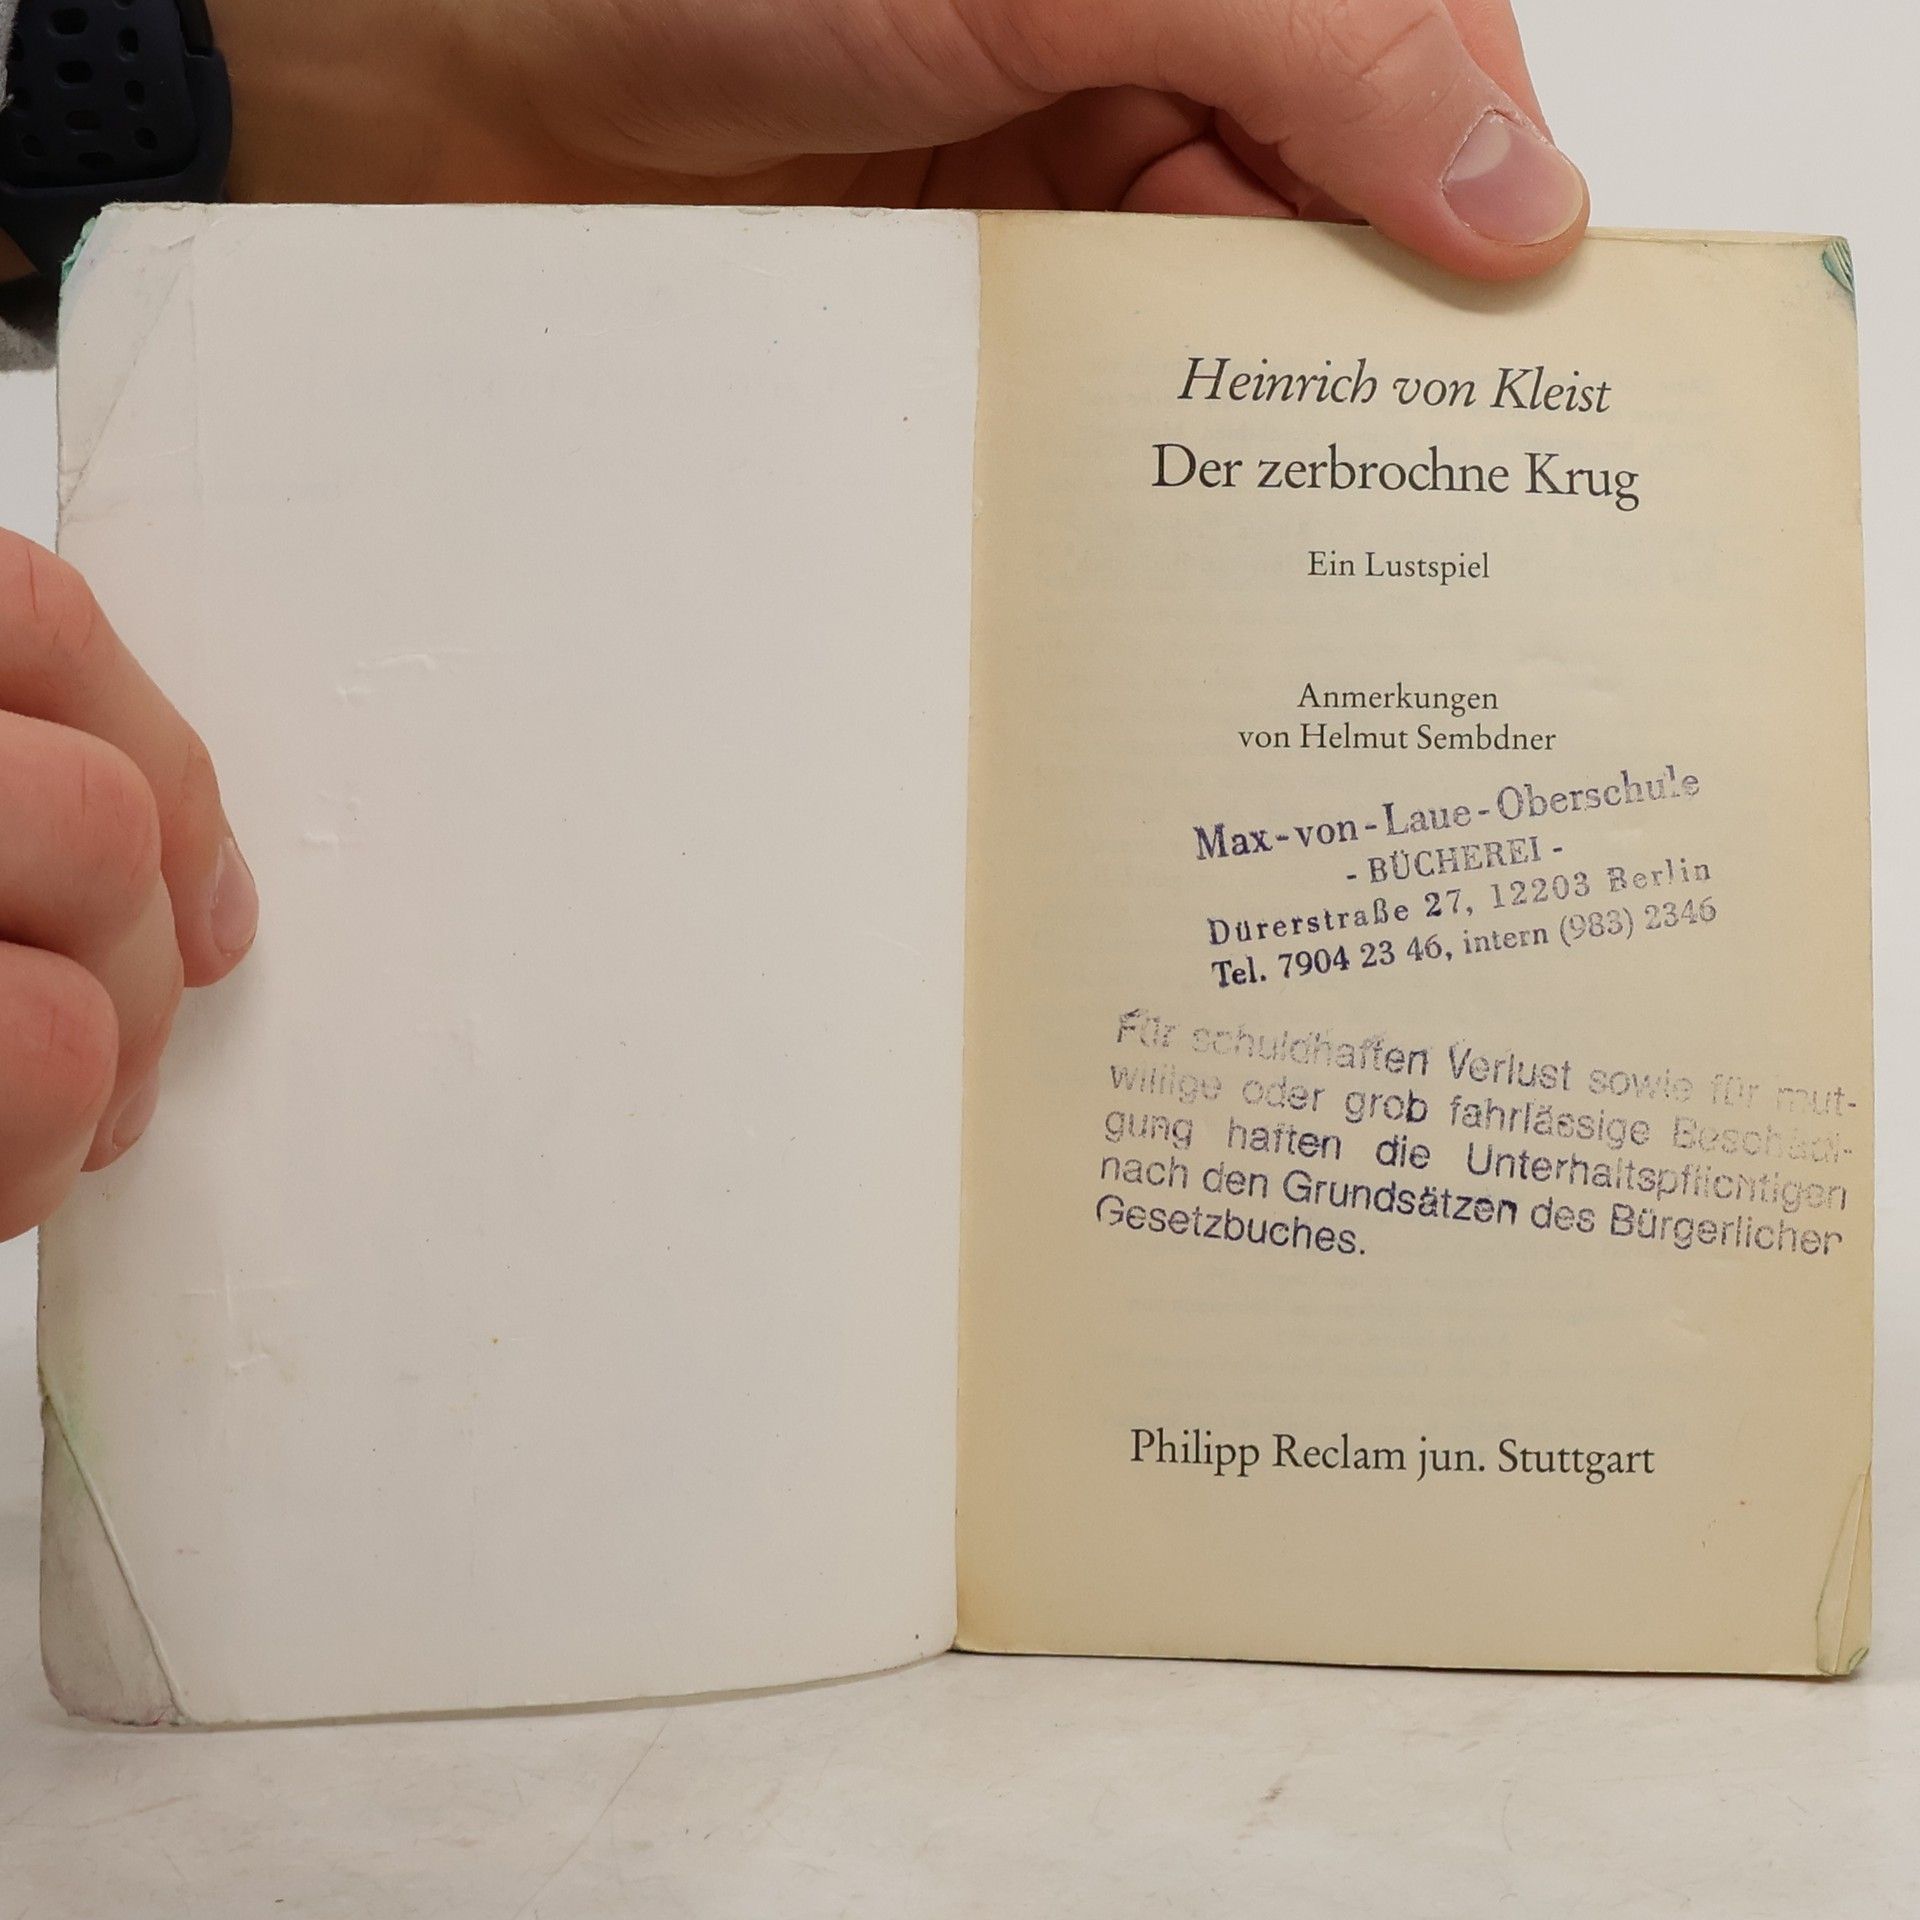 Heinrich von Kleist
Der zerbrochne Krug
Ein Lustspiel
Anmerkungen
von Helmut Sembdner
Max-von-Laue-Oberschule
- BÜCHEREI -
Dürerstraße 27, 12203 Berlin
Tel. 7904 23 46, intern (983) 2346
Für schuldhaften Verlust sowie für mut-
willige oder grob fahrlässige Beschädi-
gung haften die Unterhaltspflichtigen
nach den Grundsätzen des Bürgerlichen
Gesetzbuches.
Philipp Reclam jun. Stuttgart